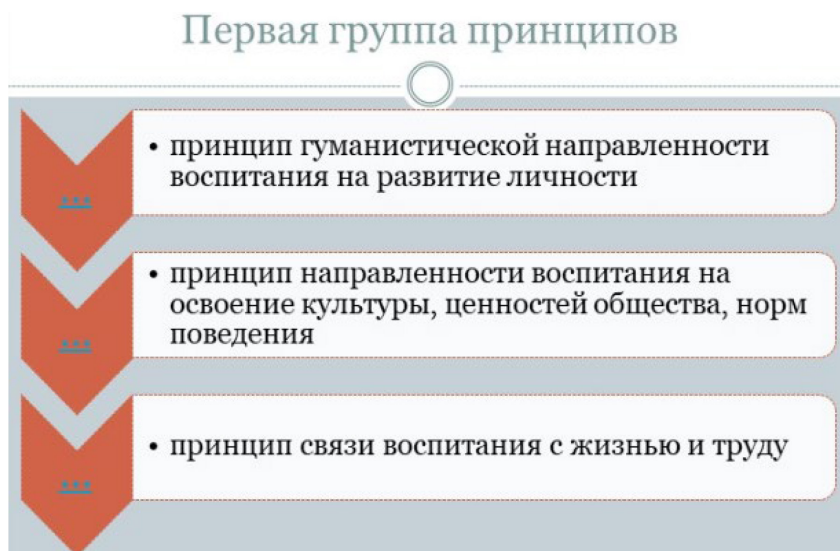 Первая группа принципов
...
• принцип гуманистической направленности
воспитания на развитие личности
...
• принцип направленности воспитания на
освоение культуры, ценностей общества, норм
поведения
...
• принцип связи воспитания с жизнью и труду